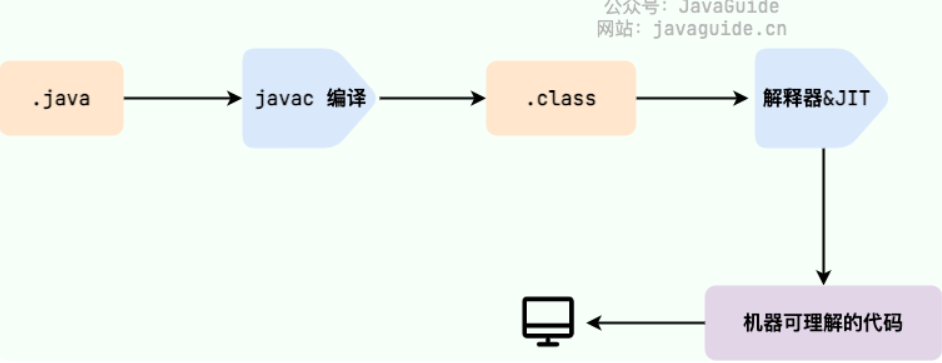 公众号：JavaGuide
网站：javaguide.cn
.java
javac 编译
.class
解释器&JIT
机器可理解的代码